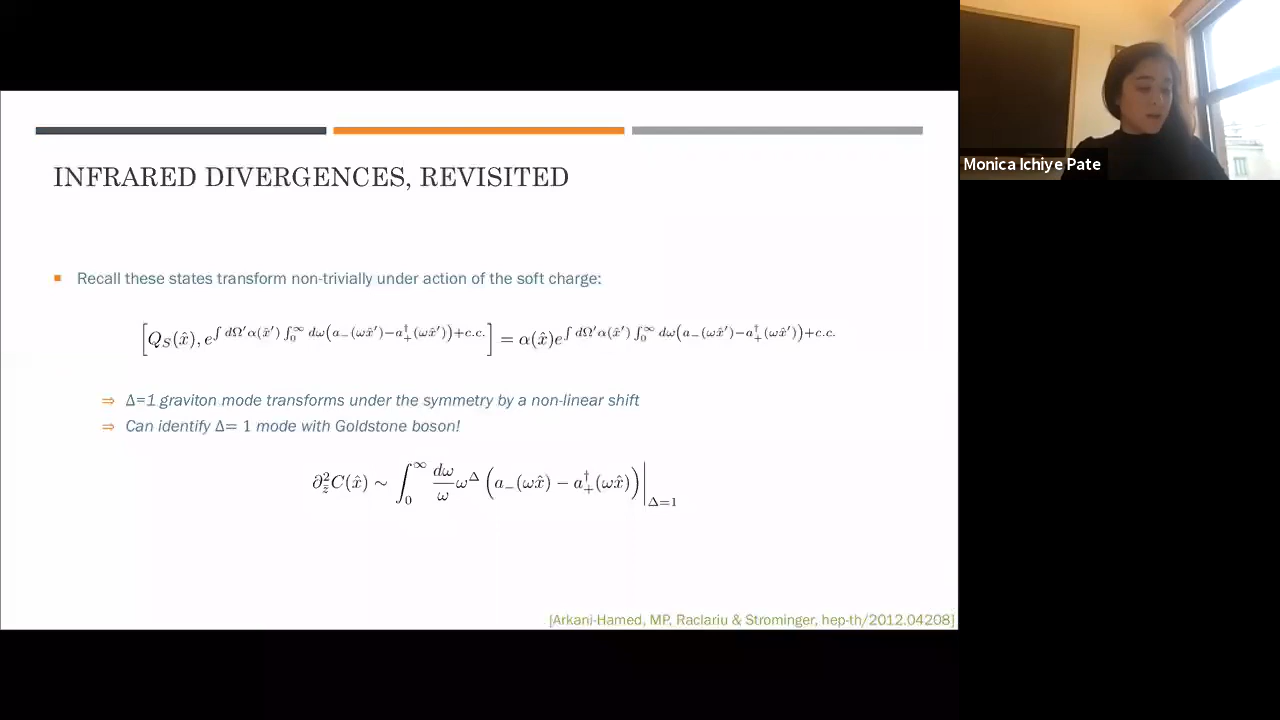 INFRARED DIVERGENCES, REVISITED
Recall these states transform non-trivially under action of the soft charge:
$\left[Q_S(\hat{x}), e^{\int d\Omega' \alpha(\hat{x}') \int_0^\infty d\omega \left(a_-(\omega\hat{x}') - a_+^\dagger(\omega\hat{x}')\right) + c.c.}\right] = \alpha(\hat{x}) e^{\int d\Omega' \alpha(\hat{x}') \int_0^\infty d\omega \left(a_-(\omega\hat{x}') - a_+^\dagger(\omega\hat{x}')\right) + c.c.}$
⇒ Δ=1 graviton mode transforms under the symmetry by a non-linear shift
⇒ Can identify Δ= 1 mode with Goldstone boson!
$\partial_{\bar{z}}^2 C(\hat{x}) \sim \int_0^\infty \frac{d\omega}{\omega} \omega^\Delta \left(a_-(\omega\hat{x}) - a_+^\dagger(\omega\hat{x})\right)\Big|_{\Delta=1}$
[Arkani-Hamed, MP, Raclariu & Strominger, hep-th/2012.04208]
Monica Ichiye Pate